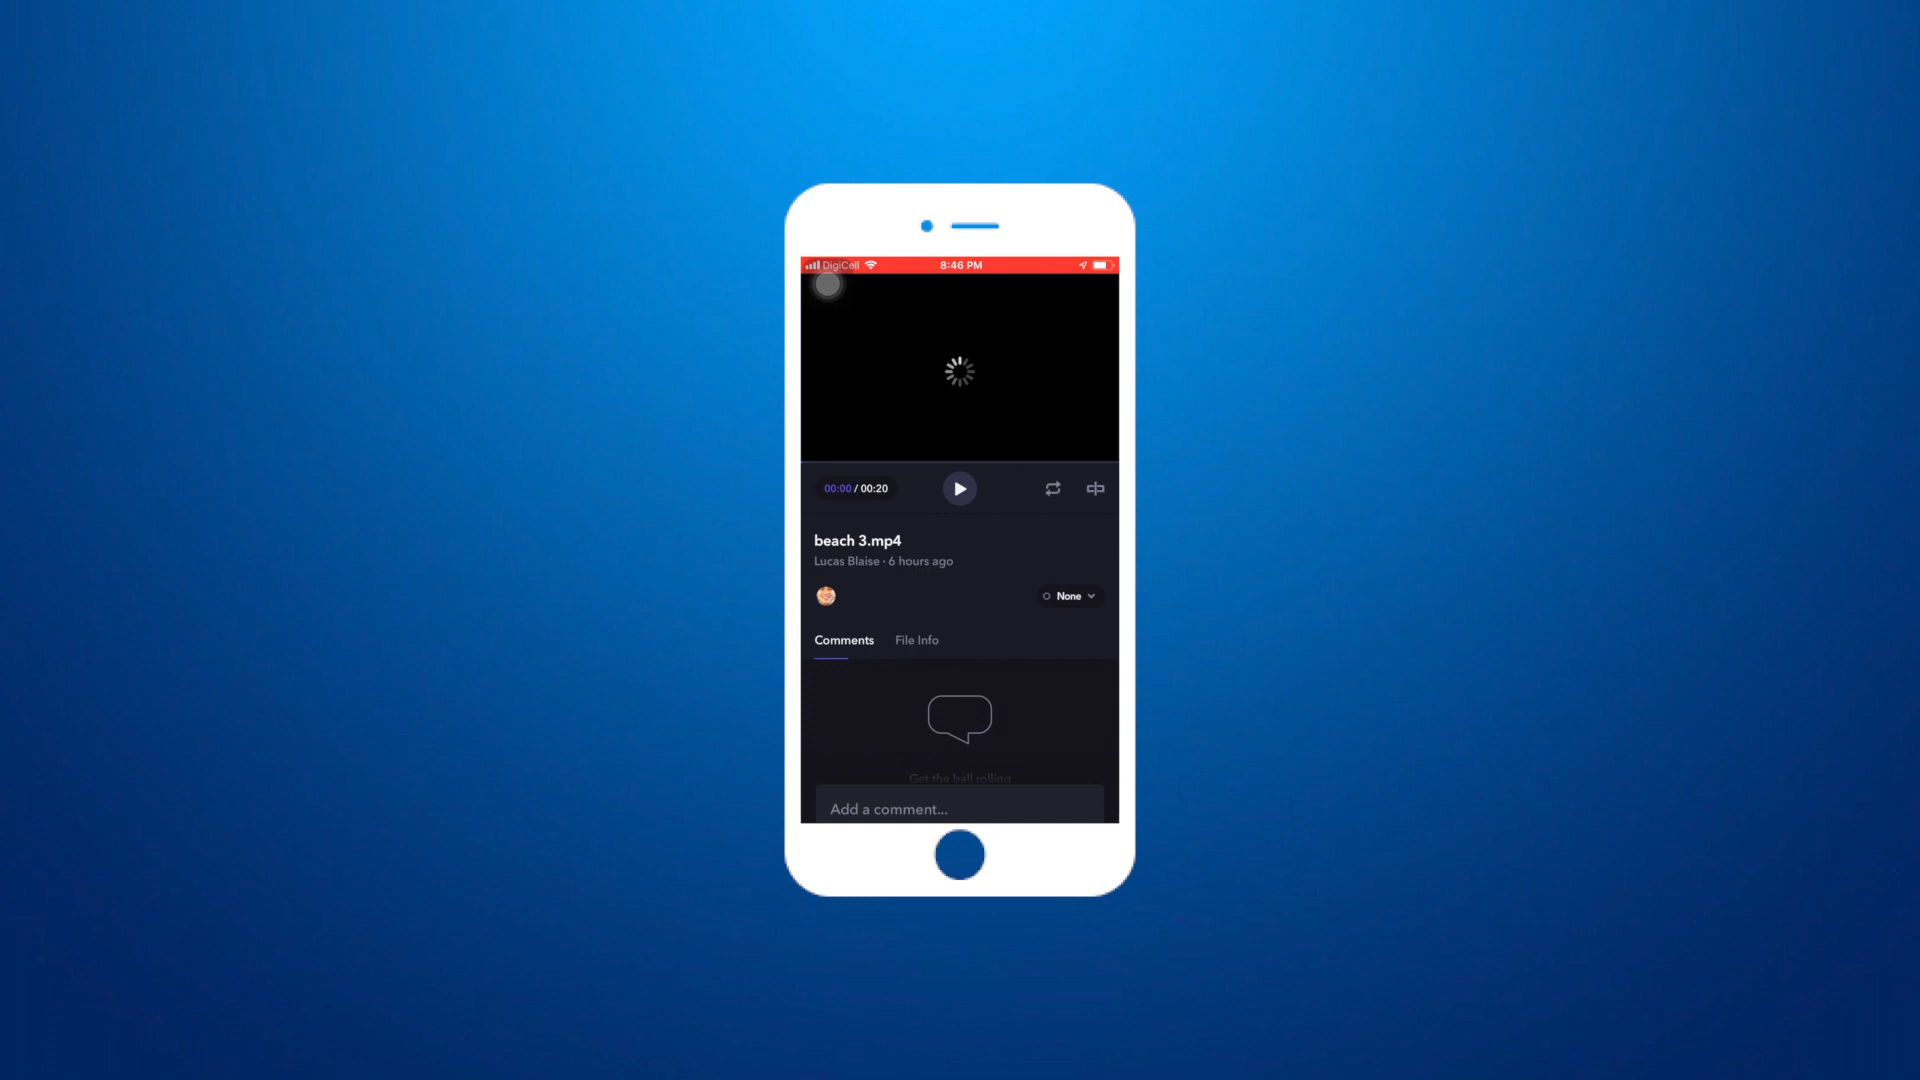 DigiCell 8:46 PM
00:00 / 00:20
beach 3.mp4
Lucas Blaise · 6 hours ago
None
Comments File Info
Get the ball rolling
Add a comment...